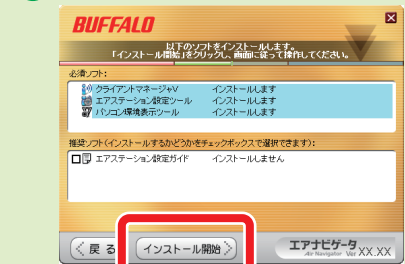 BUFFALO
以下のソフトをインストールします。
「インストール開始」をクリックし、画面に従って操作してください。
必須ソフト:
クライアントマネージャV インストールします
エアステーション設定ツール インストールします
パソコン環境表示ツール インストールします
推奨ソフト(インストールするかどうかをチェックボックスで選択できます):
エアステーション設定ガイド インストールしません
戻る インストール開始 エアナビゲータ
Air Navigator Ver XX.XX